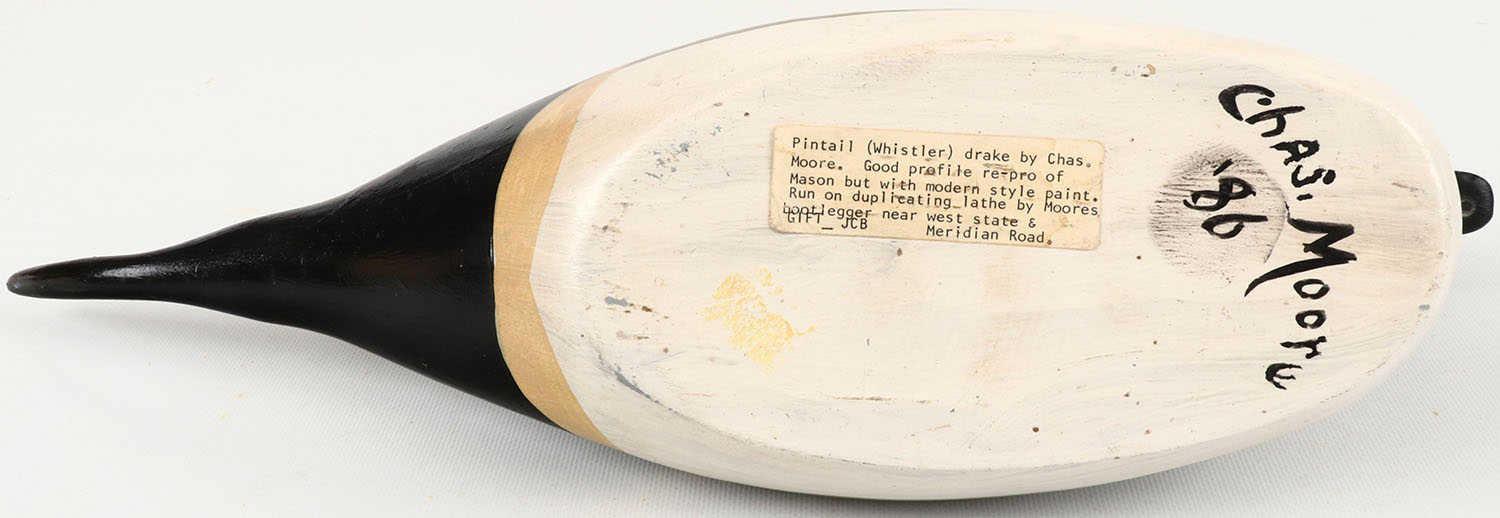 Pintail (Whistler) drake by Chas.
Moore.  Good profile re-pro of
Mason but with modern style paint.
Run on duplicating lathe by Moores
bootlegger near west state &
GIFT_ JCB Meridian Road.
Chas. Moore
'86